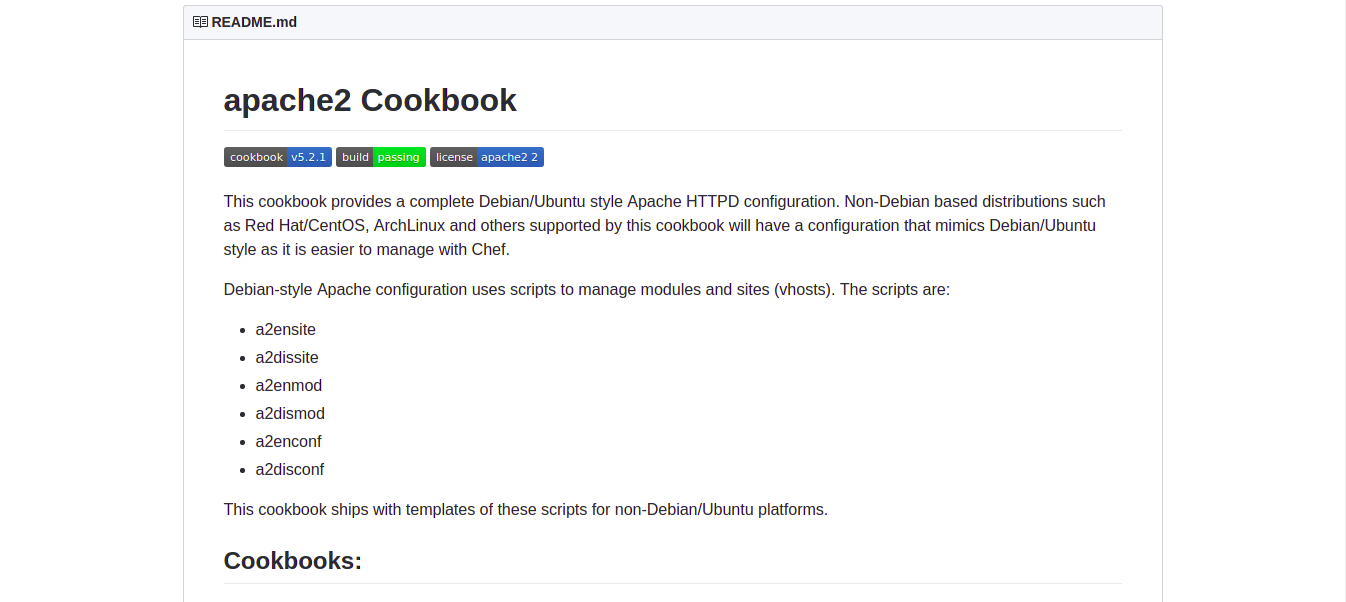 README.md
apache2 Cookbook
cookbook v5.2.1 build passing license apache2 2
This cookbook provides a complete Debian/Ubuntu style Apache HTTPD configuration. Non-Debian based distributions such
as Red Hat/CentOS, ArchLinux and others supported by this cookbook will have a configuration that mimics Debian/Ubuntu
style as it is easier to manage with Chef.
Debian-style Apache configuration uses scripts to manage modules and sites (vhosts). The scripts are:
• a2ensite
• a2dissite
• a2enmod
• a2dismod
• a2enconf
• a2disconf
This cookbook ships with templates of these scripts for non-Debian/Ubuntu platforms.
Cookbooks: